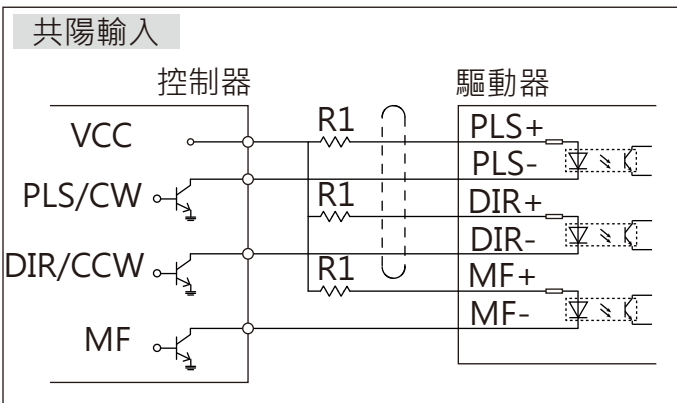 共陽輸入
控制器
驅動器
VCC
R1
PLS+
PLS-
PLS/CW
R1
DIR+
DIR-
DIR/CCW
R1
MF+
MF-
MF